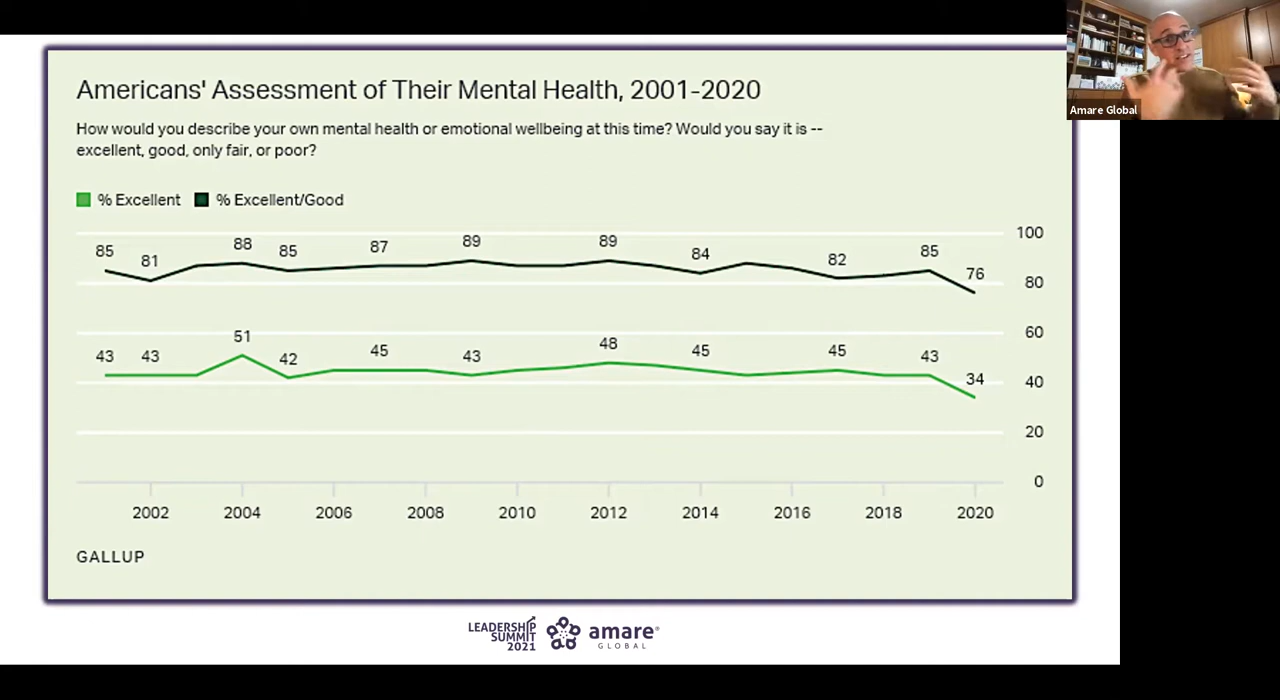 Americans' Assessment of Their Mental Health, 2001-2020
How would you describe your own mental health or emotional wellbeing at this time? Would you say it is --
excellent, good, only fair, or poor?
% Excellent % Excellent/Good
100
85 81 88 85 87 89 89 84 82 85 76
80
60
43 43 51 42 45 43 48 45 45 43 34
40
20
0
2002 2004 2006 2008 2010 2012 2014 2016 2018 2020
GALLUP
LEADERSHIP
SUMMIT
2021
amare®
GLOBAL
Amare Global